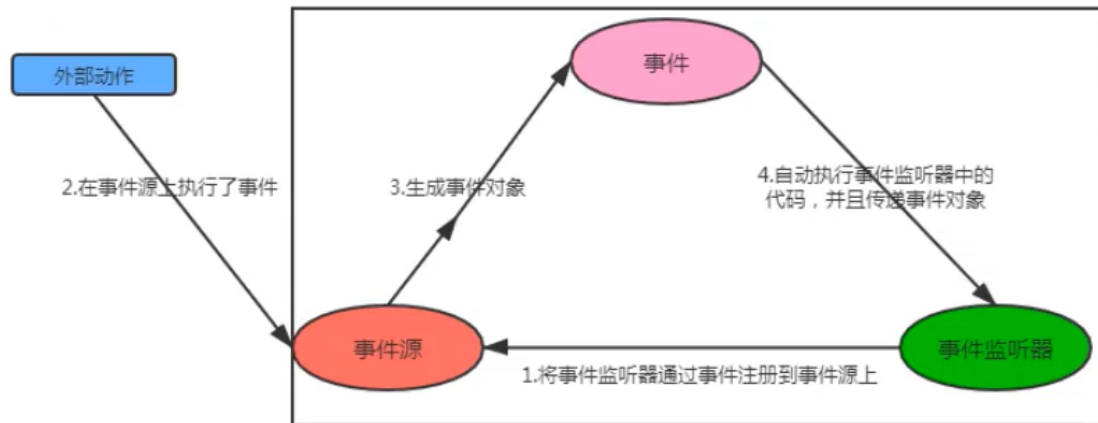 事件
外部动作
2.在事件源上执行了事件
3.生成事件对象
4.自动执行事件监听器中的
代码，并且传递事件对象
事件源
事件监听器
1.将事件监听器通过事件注册到事件源上